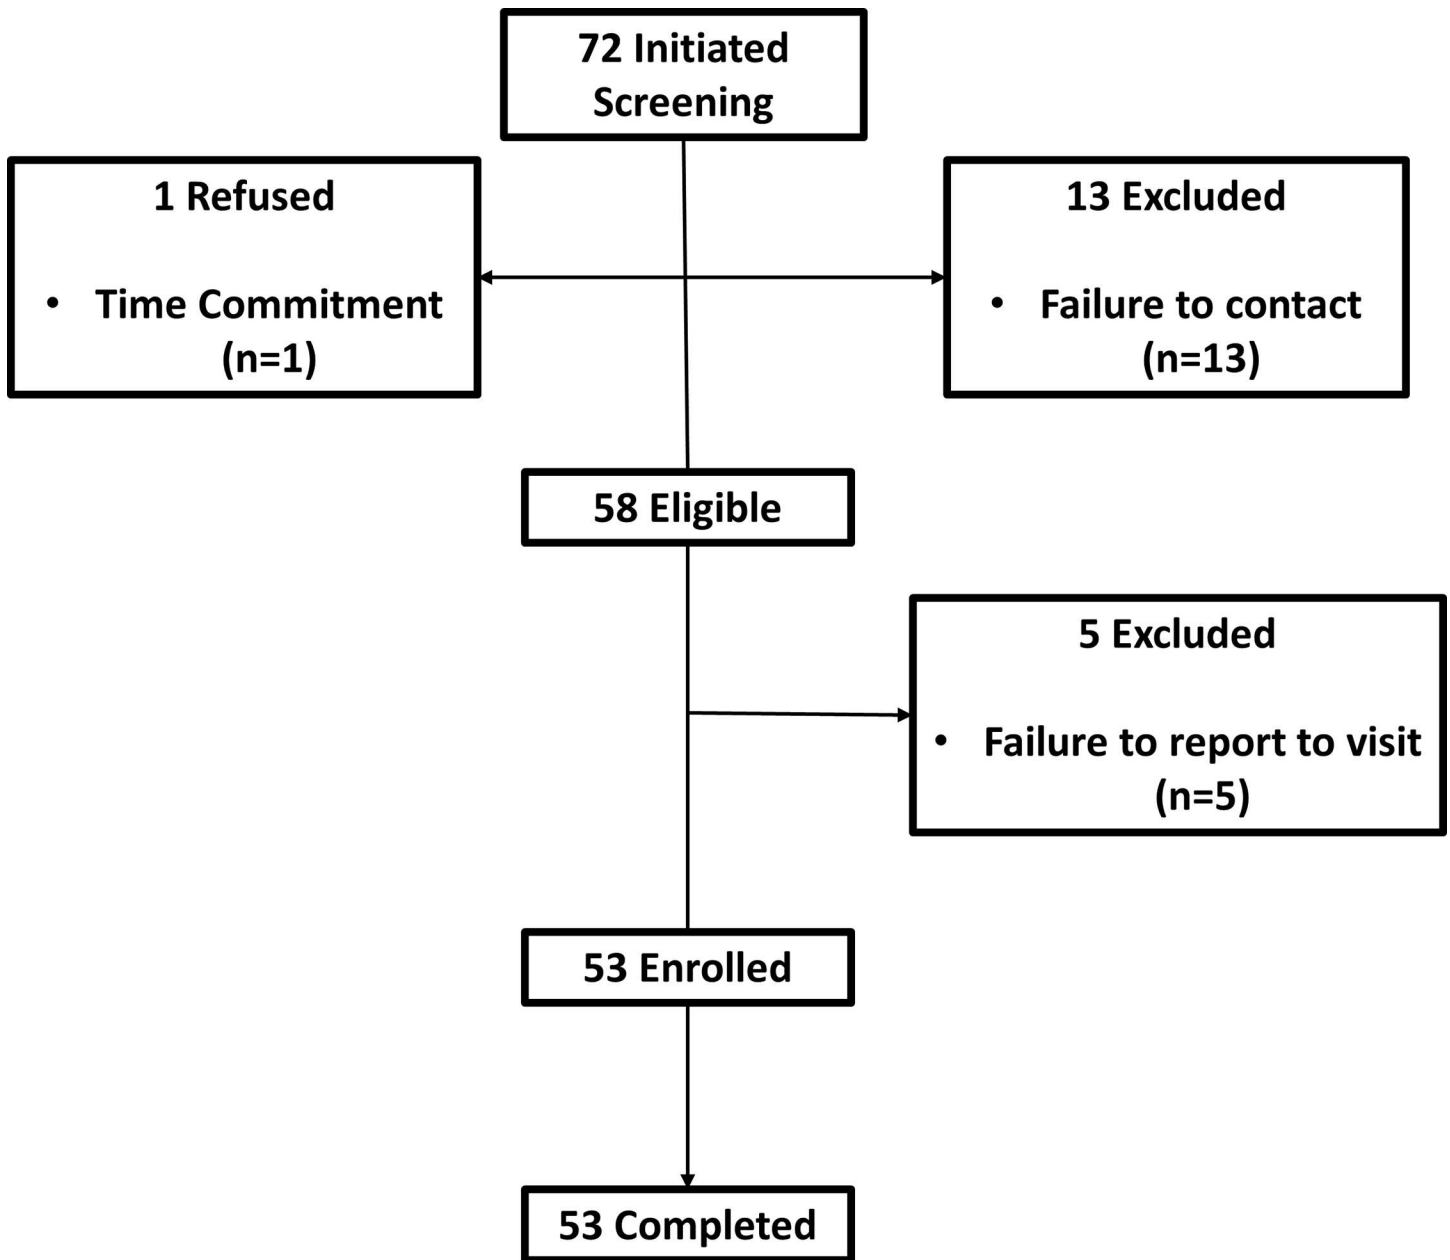 72 Initiated
Screening
1 Refused
• Time Commitment
(n=1)
13 Excluded
• Failure to contact
(n=13)
58 Eligible
5 Excluded
• Failure to report to visit
(n=5)
53 Enrolled
53 Completed